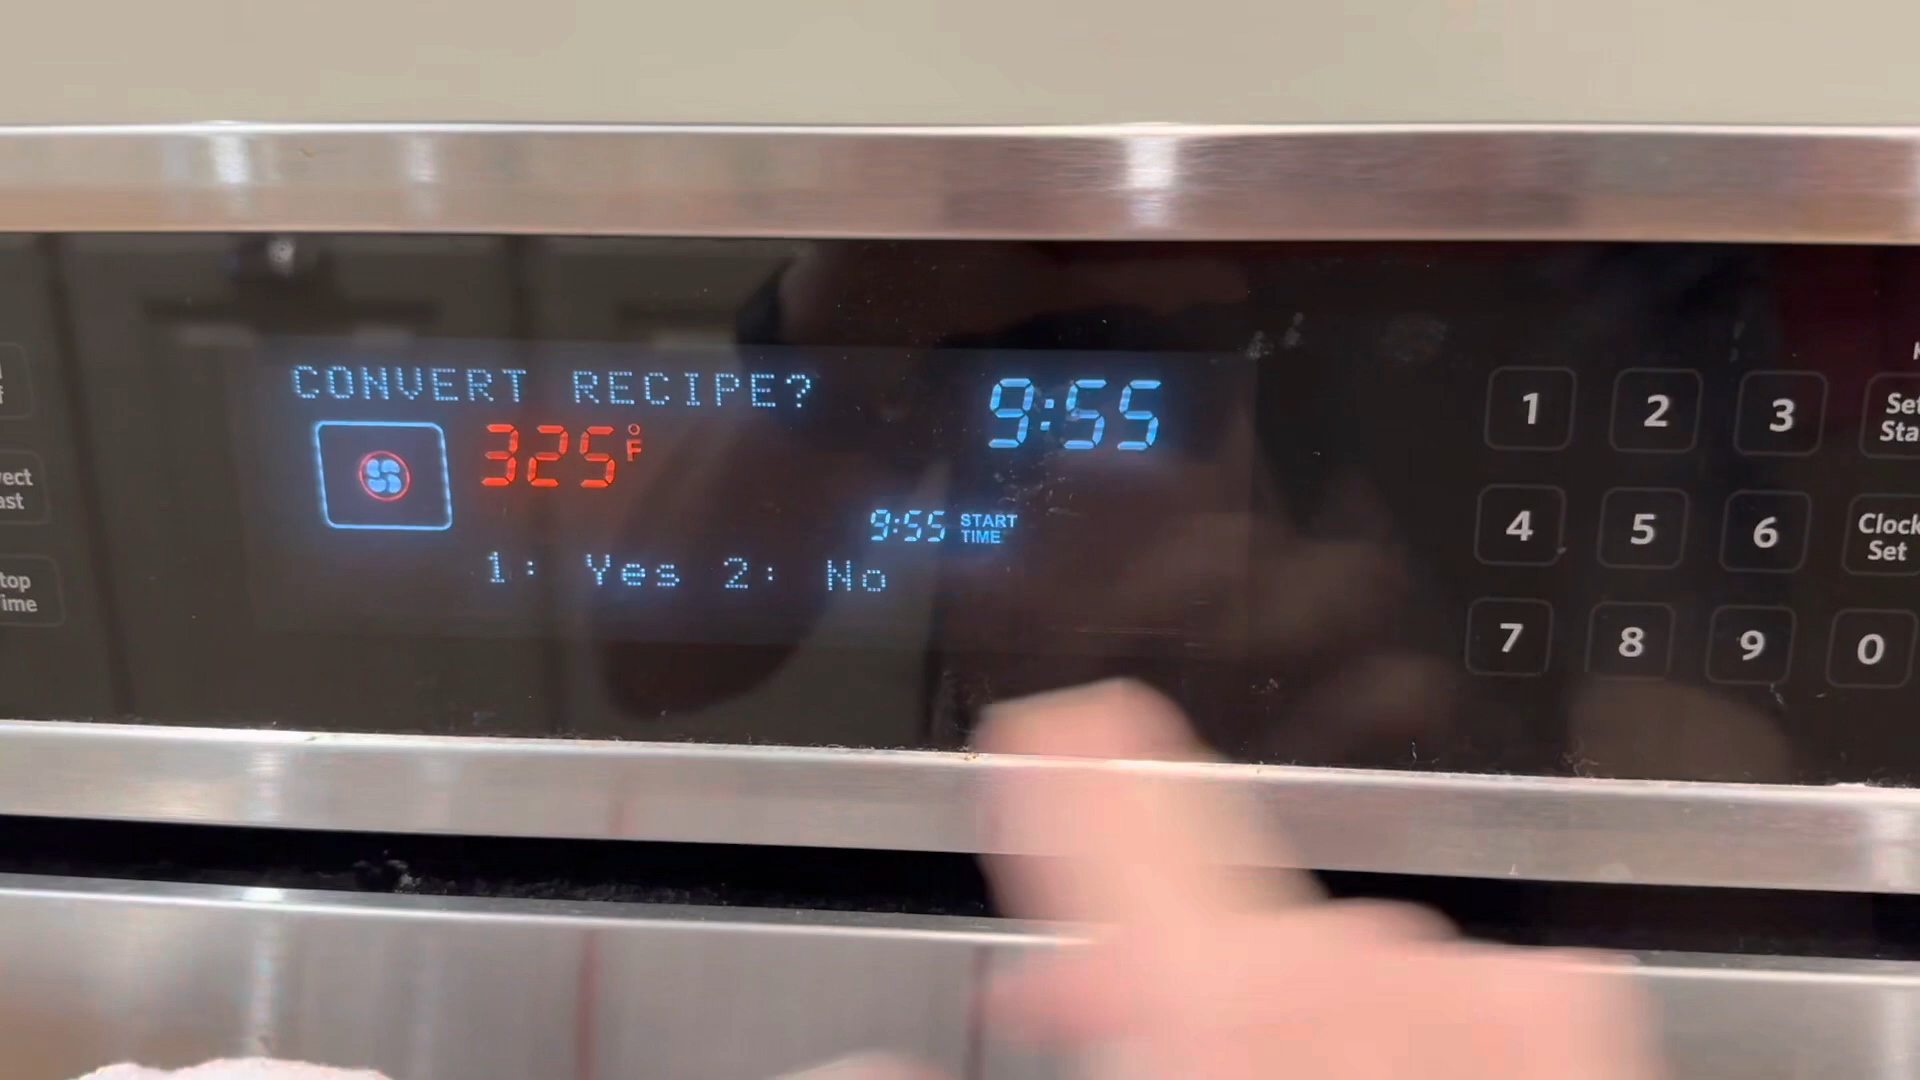 CONVERT RECIPE?
9:55
325°F
9:55 START TIME
1: Yes 2: No
1 2 3
4 5 6 Clock Set
7 8 9 0